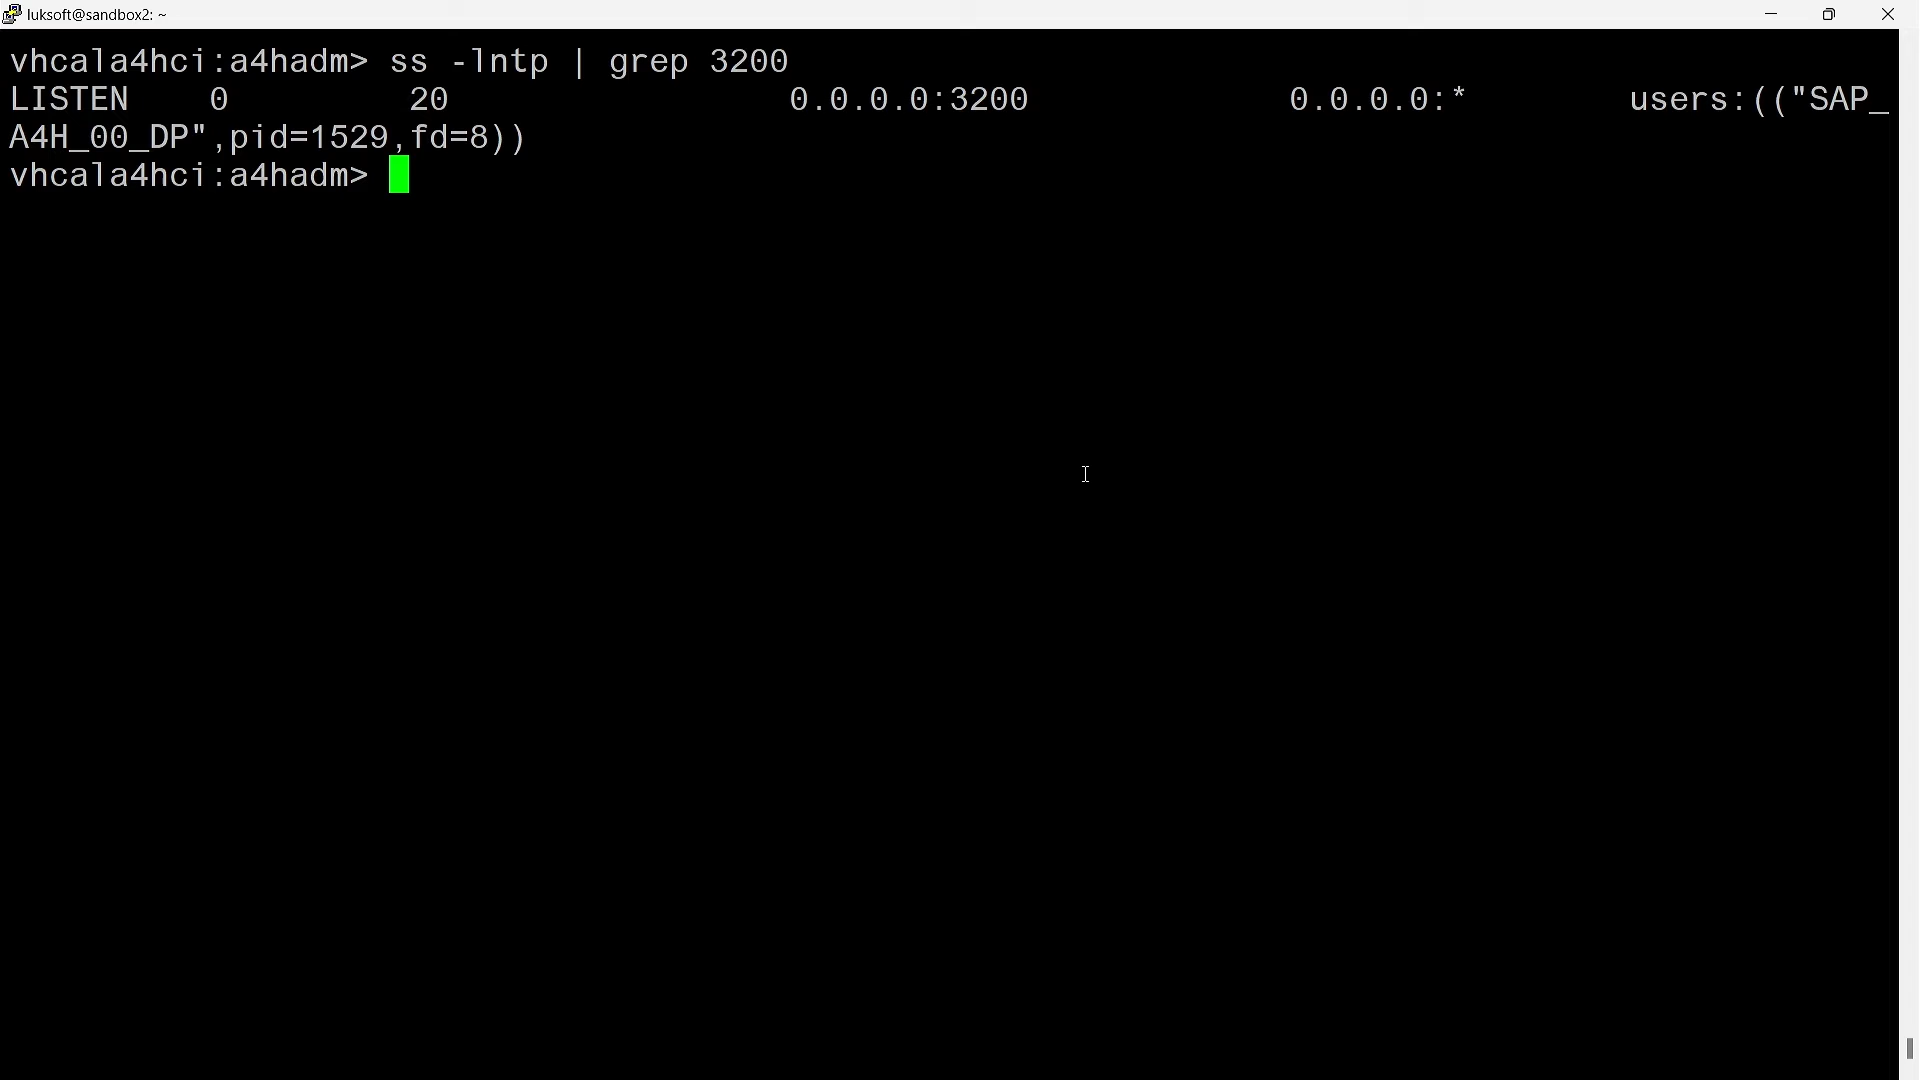 luksoft@sandbox2: ~
vhcala4hci:a4hadm> ss -lntp | grep 3200
LISTEN    0         20                 0.0.0.0:3200             0.0.0.0:*        users:(("SAP_
A4H_00_DP",pid=1529,fd=8))
vhcala4hci:a4hadm>